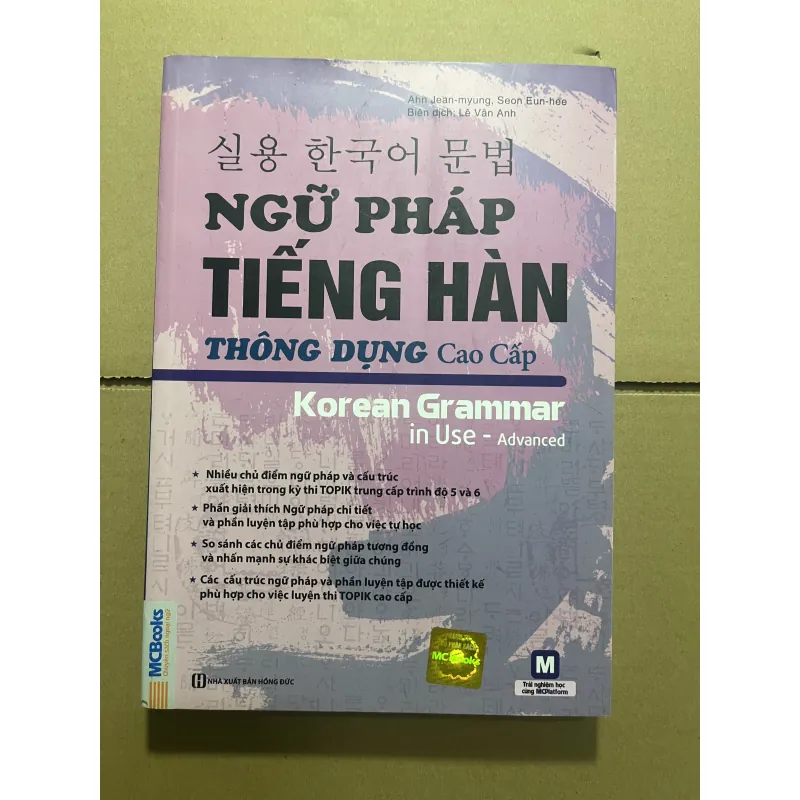 Ahn Jean-myung, Seon Eun-hee
Biên dịch: Lê Vân Anh
실용 한국어 문법
NGỮ PHÁP
TIẾNG HÀN
THÔNG DỤNG Cao Cấp
Korean Grammar
in Use - Advanced
★ Nhiều chủ điểm ngữ pháp và cấu trúc
xuất hiện trong kỳ thi TOPIK trung cấp trình độ 5 và 6
★ Phần giải thích Ngữ pháp chi tiết
và phần luyện tập phù hợp cho việc tự học
★ So sánh các chủ điểm ngữ pháp tương đồng
và nhấn mạnh sự khác biệt giữa chúng
★ Các cấu trúc ngữ pháp và phần luyện tập được thiết kế
phù hợp cho việc luyện thi TOPIK cao cấp
MCBooks
Chuyên sách ngoại ngữ
NHÀ XUẤT BẢN HỒNG ĐỨC
MCBooks
M
Trải nghiệm học
cùng MCPlatform